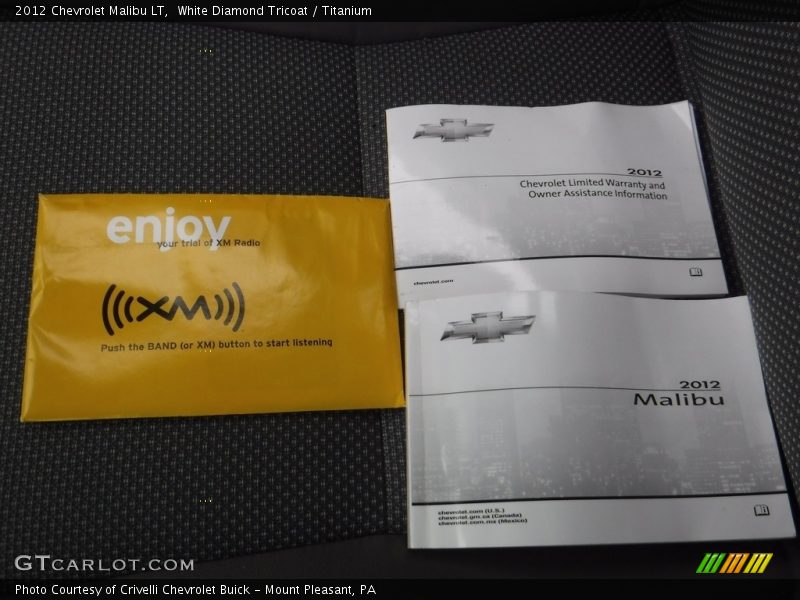 2012 Chevrolet Malibu LT,  White Diamond Tricoat / Titanium
enjoy
your trial of XM Radio
XM
Push the BAND (or XM) button to start listening
2012
Chevrolet Limited Warranty and
Owner Assistance Information
chevrolet.com
2012
Malibu
chevrolet.com (U.S.)
chevrolet.gm.ca (Canada)
chevrolet.com.mx (Mexico)
GTCARLOT.COM
Photo Courtesy of Crivelli Chevrolet Buick - Mount Pleasant, PA